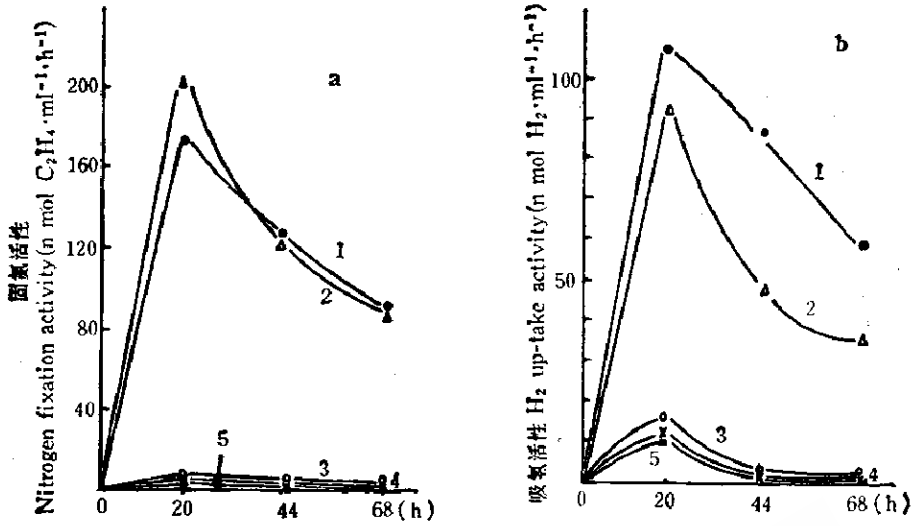 固氮活性
Nitrogen fixation activity (n mol C₂H₄·ml⁻¹·h⁻¹)
a
200
160
120
80
40
1
2
5
3
4
0 20 44 68 (h)
吸氢活性 H₂ up-take activity (n mol H₂·ml⁻¹·h⁻¹)
b
100
50
1
2
3
5
4
0 20 44 68 (h)